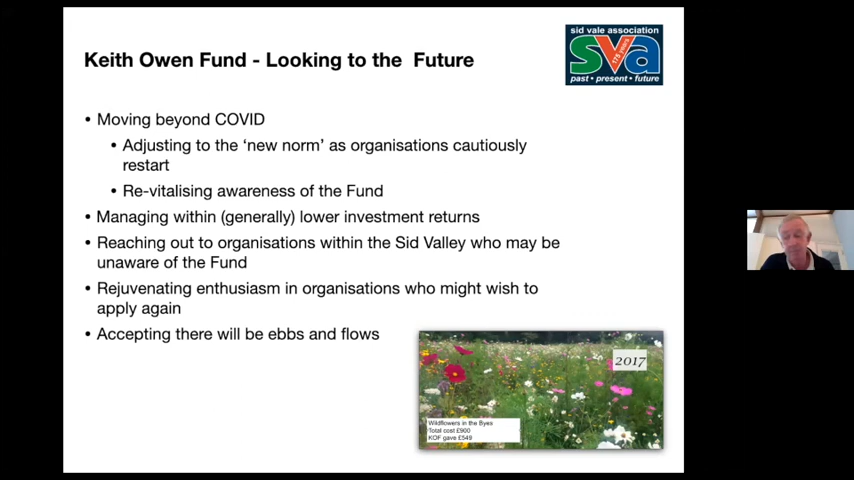 Keith Owen Fund - Looking to the  Future
sid vale association
sva
175 years
past • present • future
• Moving beyond COVID
• Adjusting to the ‘new norm’ as organisations cautiously
restart
• Re-vitalising awareness of the Fund
• Managing within (generally) lower investment returns
• Reaching out to organisations within the Sid Valley who may be
unaware of the Fund
• Rejuvenating enthusiasm in organisations who might wish to
apply again
• Accepting there will be ebbs and flows
2017
Wildflowers in the Byes
Total cost £900
KOF gave £549